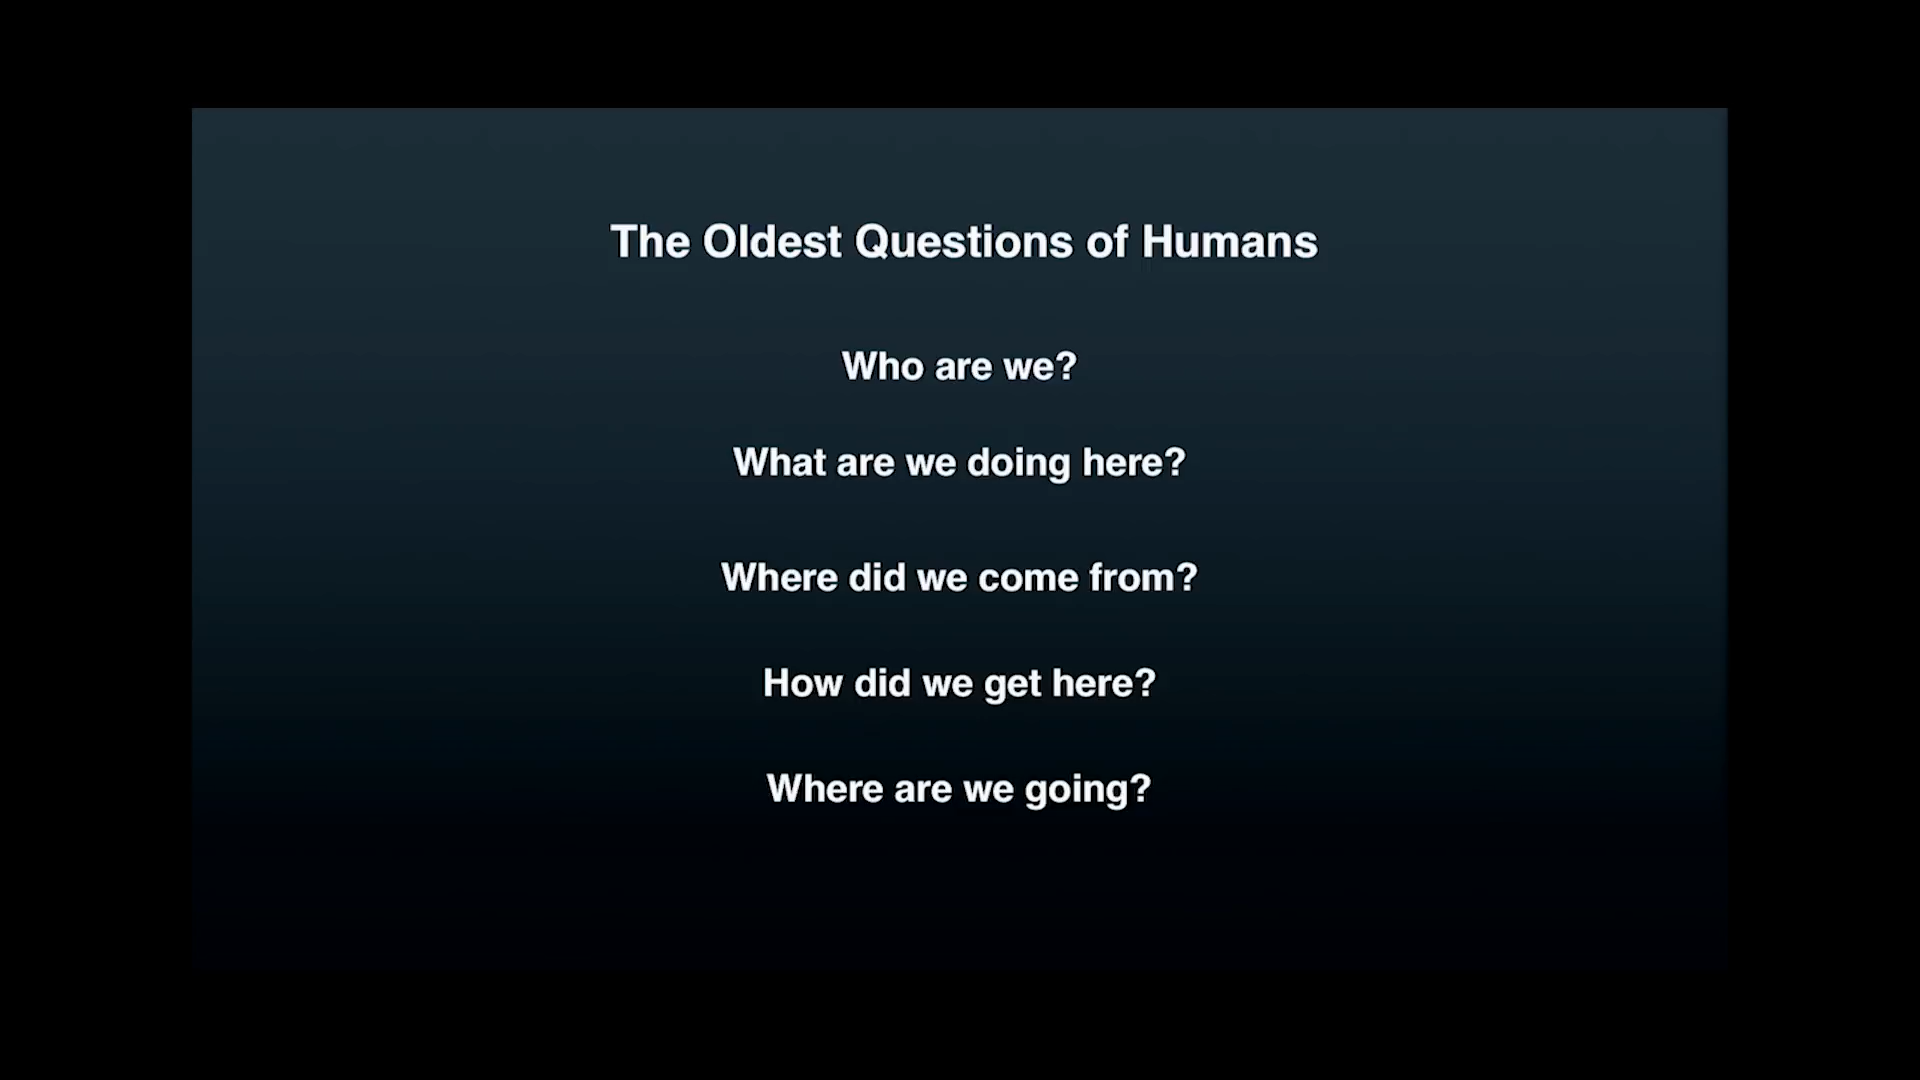 The Oldest Questions of Humans
Who are we?
What are we doing here?
Where did we come from?
How did we get here?
Where are we going?